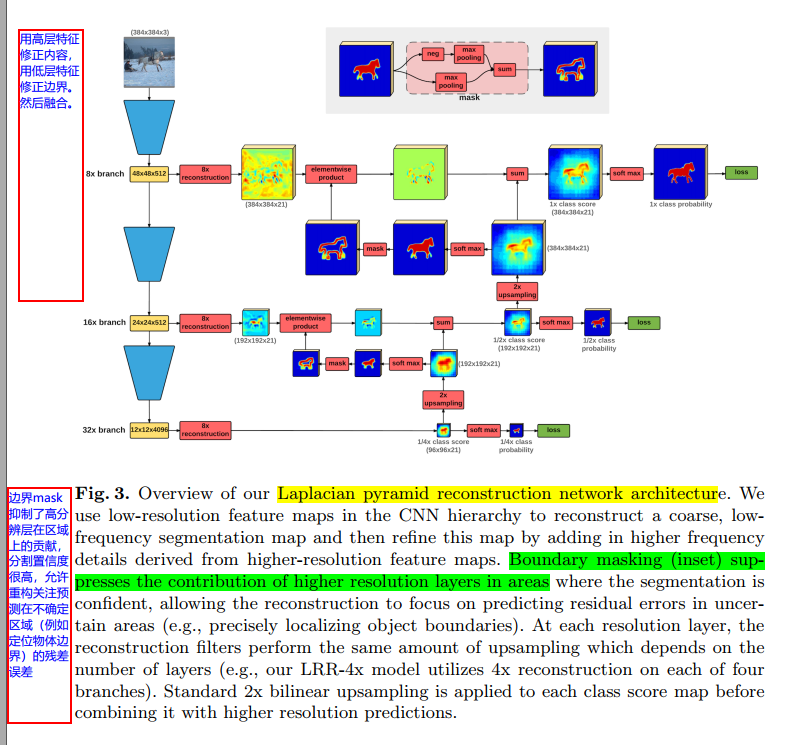 用高层特征
修正内容，
用低层特征
修正边界。
然后融合。
(384x384x3)
neg
max
pooling
max
pooling
sum
mask
8x branch
48x48x512
8x
reconstruction
(384x384x21)
elementwise
product
sum
1x class score
(384x384x21)
soft max
1x class probability
loss
mask
soft max
(384x384x21)
2x
upsampling
16x branch
24x24x512
8x
reconstruction
(192x192x21)
elementwise
product
sum
1/2x class score
(192x192x21)
soft max
1/2x class
probability
loss
mask
soft max
(192x192x21)
2x
upsampling
32x branch
12x12x4096
8x
reconstruction
1/4x class score
(96x96x21)
soft max
1/4x class
probability
loss
边界mask
抑制了高分
辨层在区域
上的贡献，
分割置信度
很高，允许
重构关注预
测在不确定
区域（例如
定位物体边
界）的残差
误差
Fig. 3. Overview of our Laplacian pyramid reconstruction network architecture. We
use low-resolution feature maps in the CNN hierarchy to reconstruct a coarse, low-
frequency segmentation map and then refine this map by adding in higher frequency
details derived from higher-resolution feature maps. Boundary masking (inset) sup-
presses the contribution of higher resolution layers in areas where the segmentation is
confident, allowing the reconstruction to focus on predicting residual errors in uncer-
tain areas (e.g., precisely localizing object boundaries). At each resolution layer, the
reconstruction filters perform the same amount of upsampling which depends on the
number of layers (e.g., our LRR-4x model utilizes 4x reconstruction on each of four
branches). Standard 2x bilinear upsampling is applied to each class score map before
combining it with higher resolution predictions.